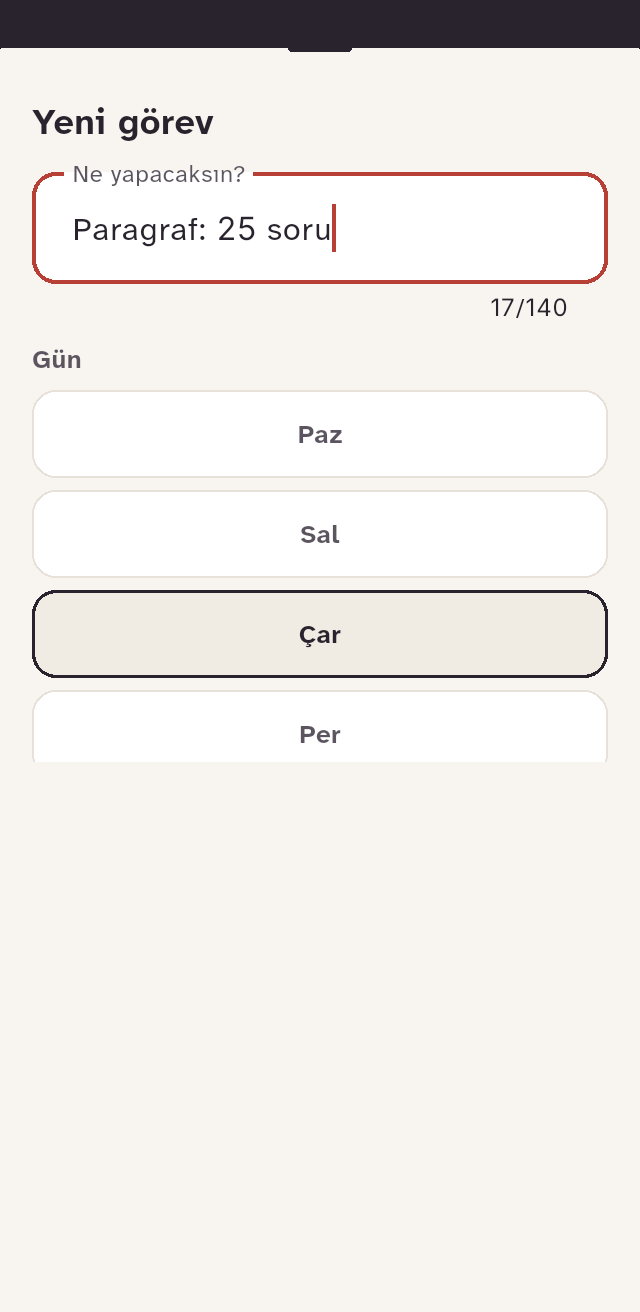 Yeni görev
Ne yapacaksın?
Paragraf: 25 soru
17/140
Gün
Paz
Sal
Çar
Per